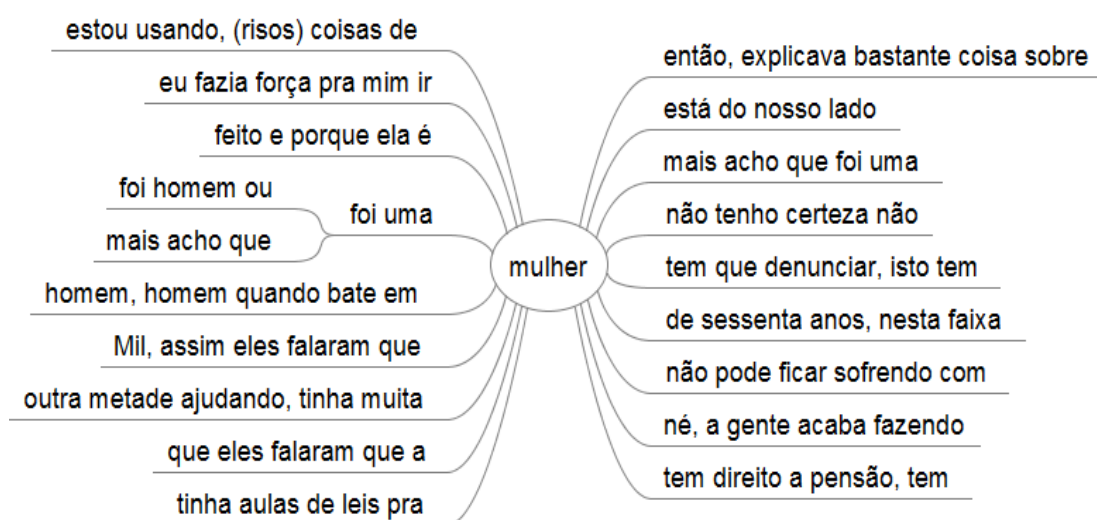 estou usando, (risos) coisas de
eu fazia força pra mim ir
feito e porque ela é
foi homem ou
mais acho que
foi uma
homem, homem quando bate em
Mil, assim eles falaram que
outra metade ajudando, tinha muita
que eles falaram que a
tinha aulas de leis pra
mulher
então, explicava bastante coisa sobre
está do nosso lado
mais acho que foi uma
não tenho certeza não
tem que denunciar, isto tem
de sessenta anos, nesta faixa
não pode ficar sofrendo com
né, a gente acaba fazendo
tem direito a pensão, tem